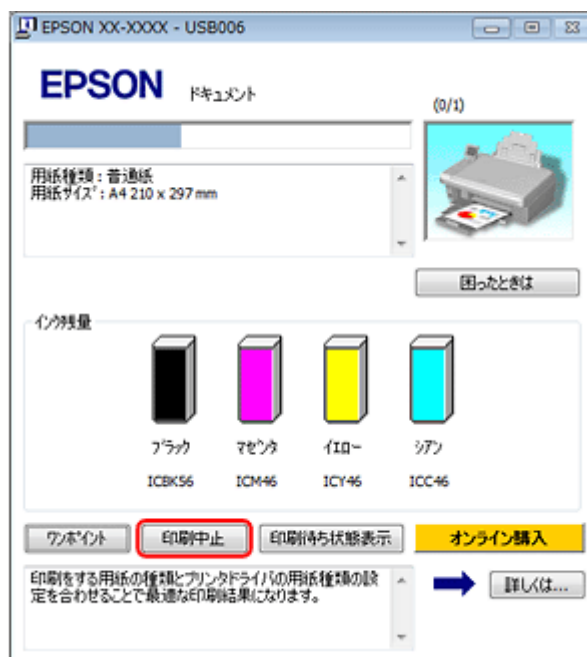 EPSON XX-XXXX - USB006
EPSON ドキュメント
(0/1)
用紙種類 : 普通紙
用紙サイズ : A4 210 x 297 mm
困ったときは
インク残量
ブラック マゼンタ イエロー シアン
ICBK56 ICM46 ICY46 ICC46
ワンポイント 印刷中止 印刷待ち状態表示 オンライン購入
印刷をする用紙の種類とプリンタドライバの用紙種類の設
定を合わせることで最適な印刷結果になります。
詳しくは...